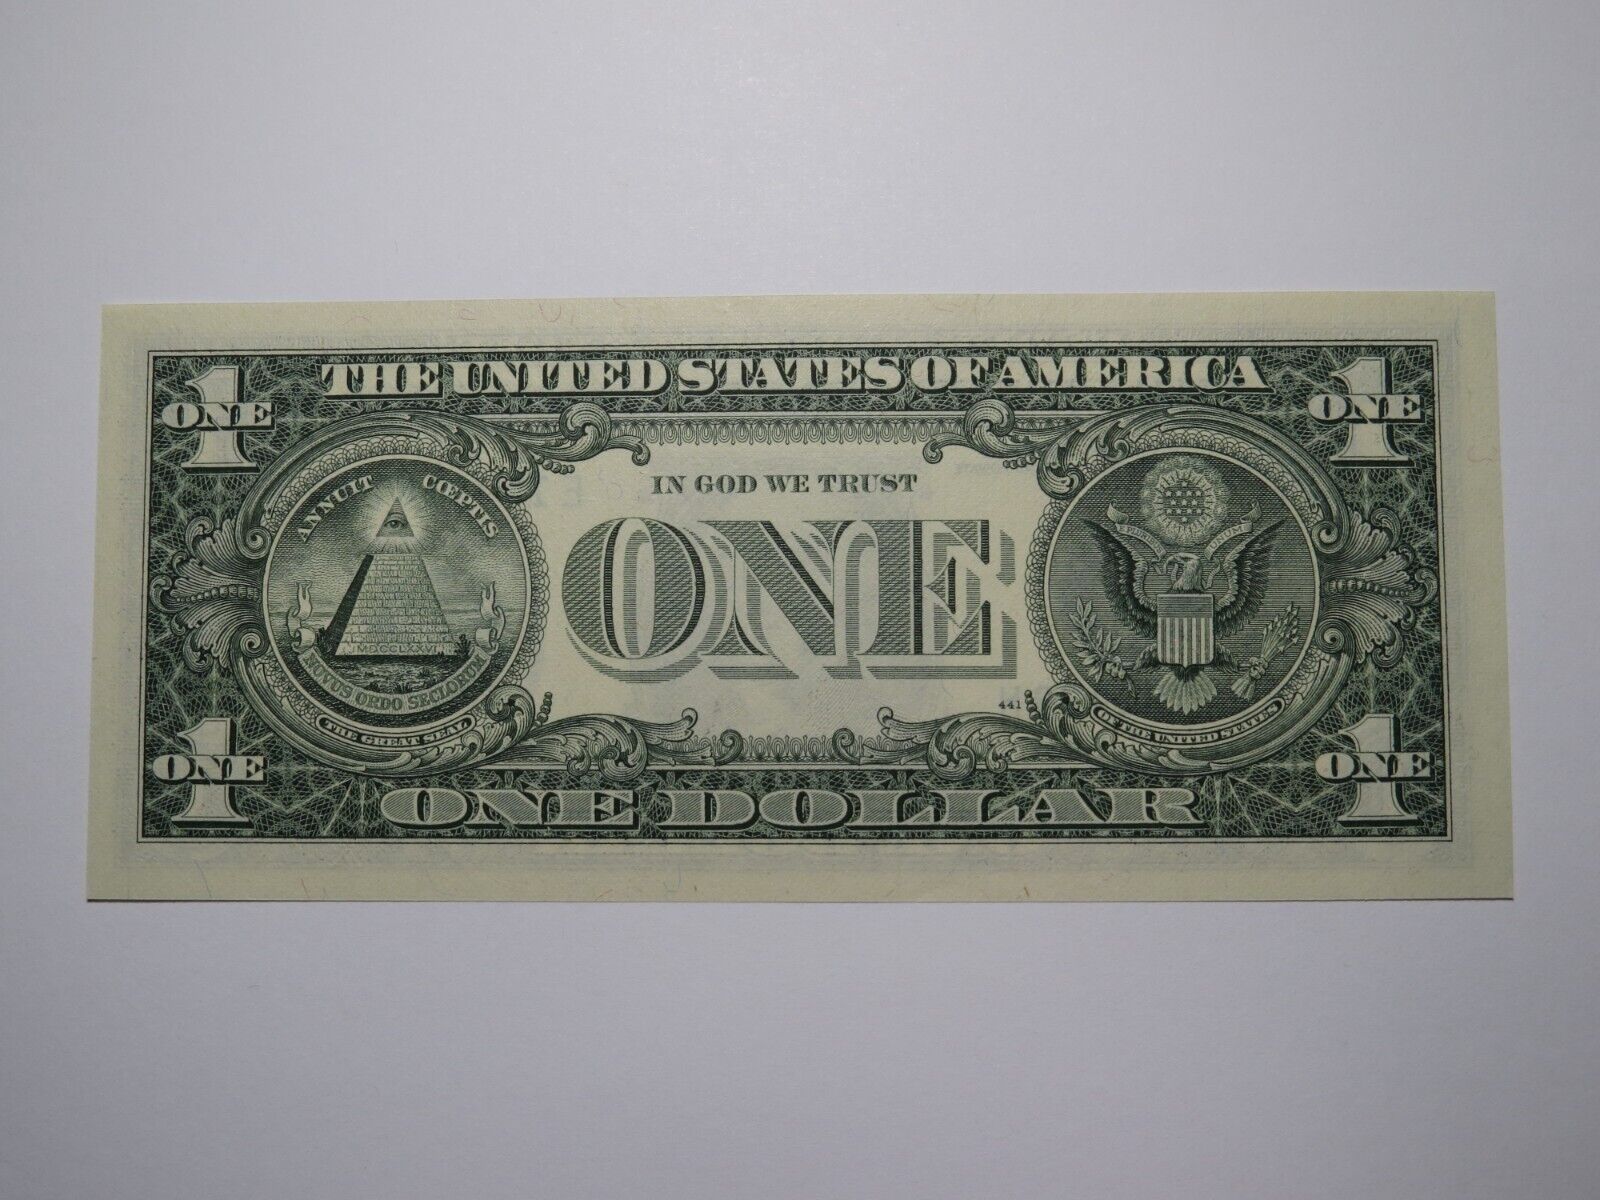 THE UNITED STATES OF AMERICA
1
ONE
1
ONE
IN GOD WE TRUST
ONE
ANNUIT CŒPTIS
MDCCLXXVI
NOVUS ORDO SECLORUM
THE GREAT SEAL
441
OF THE UNITED STATES
1
ONE
1
ONE
ONE DOLLAR